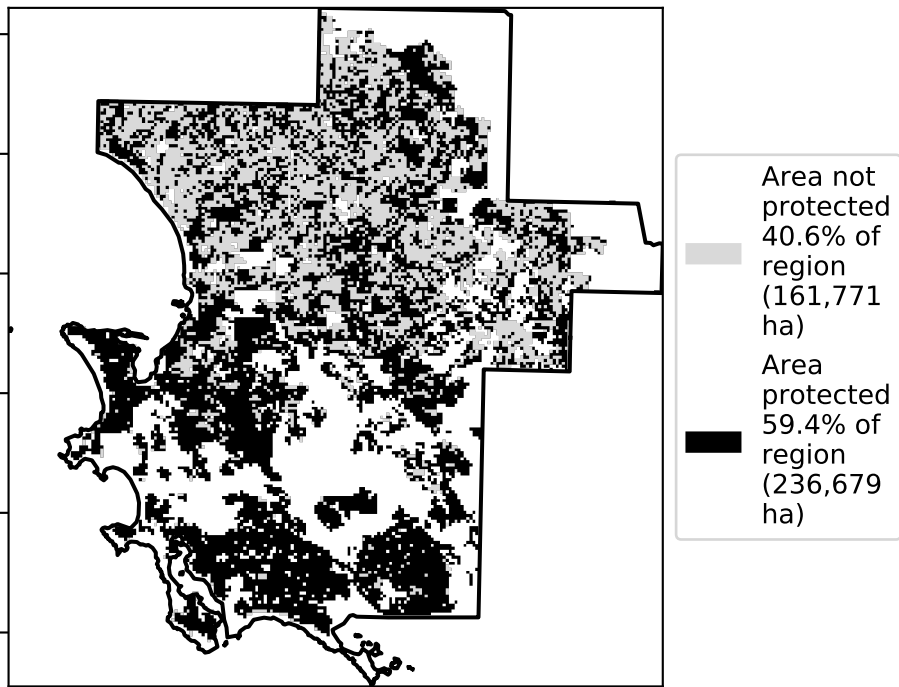 Area not
protected
40.6% of
region
(161,771
ha)
Area
protected
59.4% of
region
(236,679
ha)